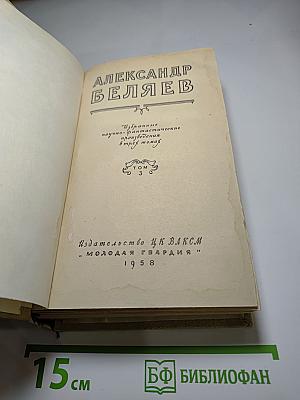 АЛЕКСАНДР
БЕЛЯЕВ
Избранные
научно-фантастические
произведения
в трёх томах
ТОМ
3
Издательство ЦК ВЛКСМ
„МОЛОДАЯ ГВАРДИЯ"
1958
15 см
БФ БИБЛИОФАН